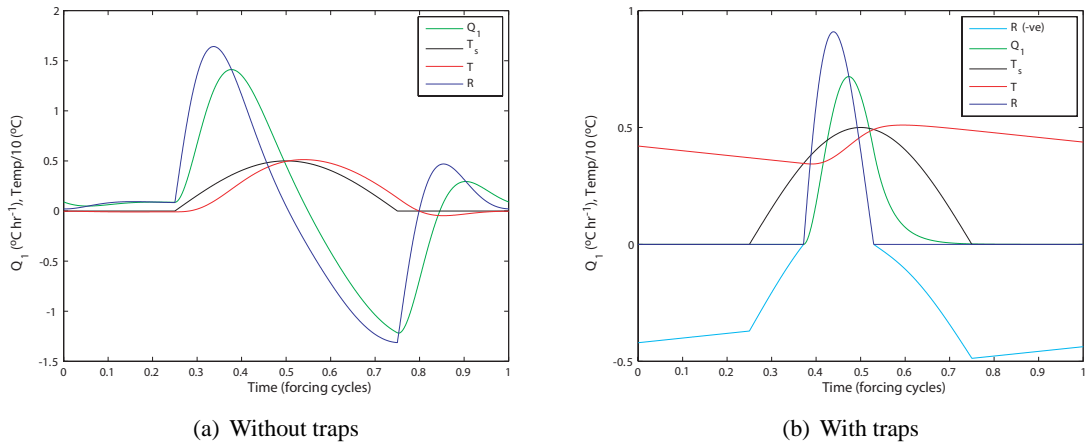 2
1.5
1
0.5
0
-0.5
-1
-1.5
Q1 (ºC hr-1), Temp/10 (ºC)
Q1
Ts
T
R
0 0.1 0.2 0.3 0.4 0.5 0.6 0.7 0.8 0.9 1
Time (forcing cycles)
(a) Without traps
1
0.5
0
-0.5
Q1 (ºC hr-1), Temp/10 (ºC)
R (-ve)
Q1
Ts
T
R
0 0.1 0.2 0.3 0.4 0.5 0.6 0.7 0.8 0.9 1
Time (forcing cycles)
(b) With traps